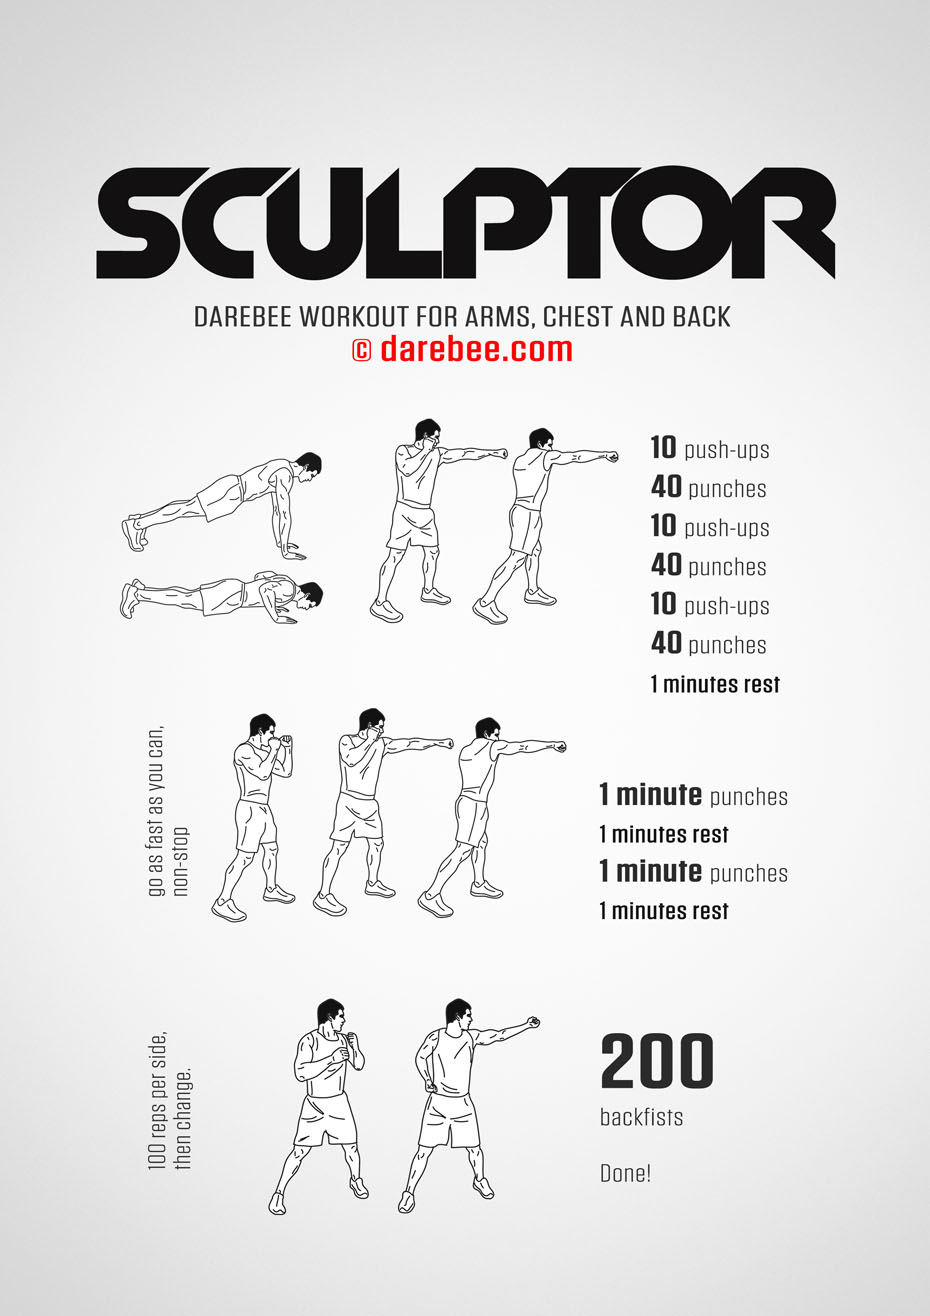 SCULPTOR
DAREBEE WORKOUT FOR ARMS, CHEST AND BACK
© darebee.com
10 push-ups
40 punches
10 push-ups
40 punches
10 push-ups
40 punches
1 minutes rest
go as fast as you can,
non-stop
1 minute punches
1 minutes rest
1 minute punches
1 minutes rest
100 reps per side,
then change.
200
backfists
Done!